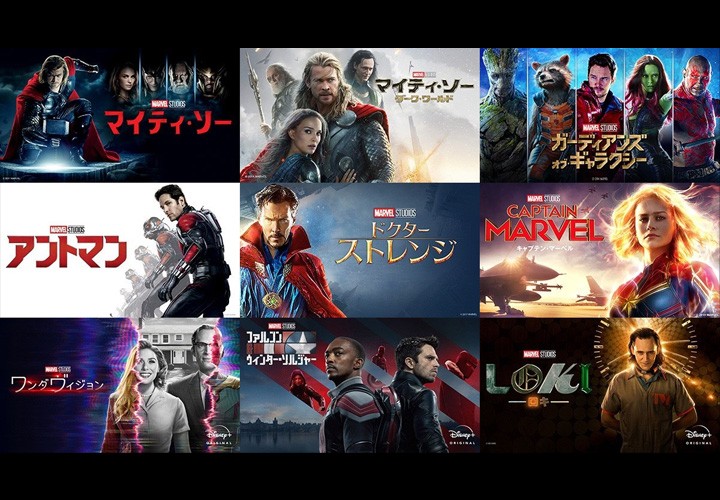 MARVEL STUDIOS
マイティ・ソー
MARVEL STUDIOS
マイティ・ソー
ダーク・ワールド
MARVEL STUDIOS
ガーディアンズ
オブ・ギャラクシー
MARVEL STUDIOS
アントマン
MARVEL STUDIOS
ドクター
ストレンジ
MARVEL STUDIOS
CAPTAIN
MARVEL
キャプテン・マーベル
MARVEL STUDIOS
ワンダヴィジョン
Disney+
ORIGINAL
ファルコン
ウィンター・ソルジャー
Disney+
ORIGINAL
MARVEL STUDIOS
LOKI
ロキ
Disney+
ORIGINAL